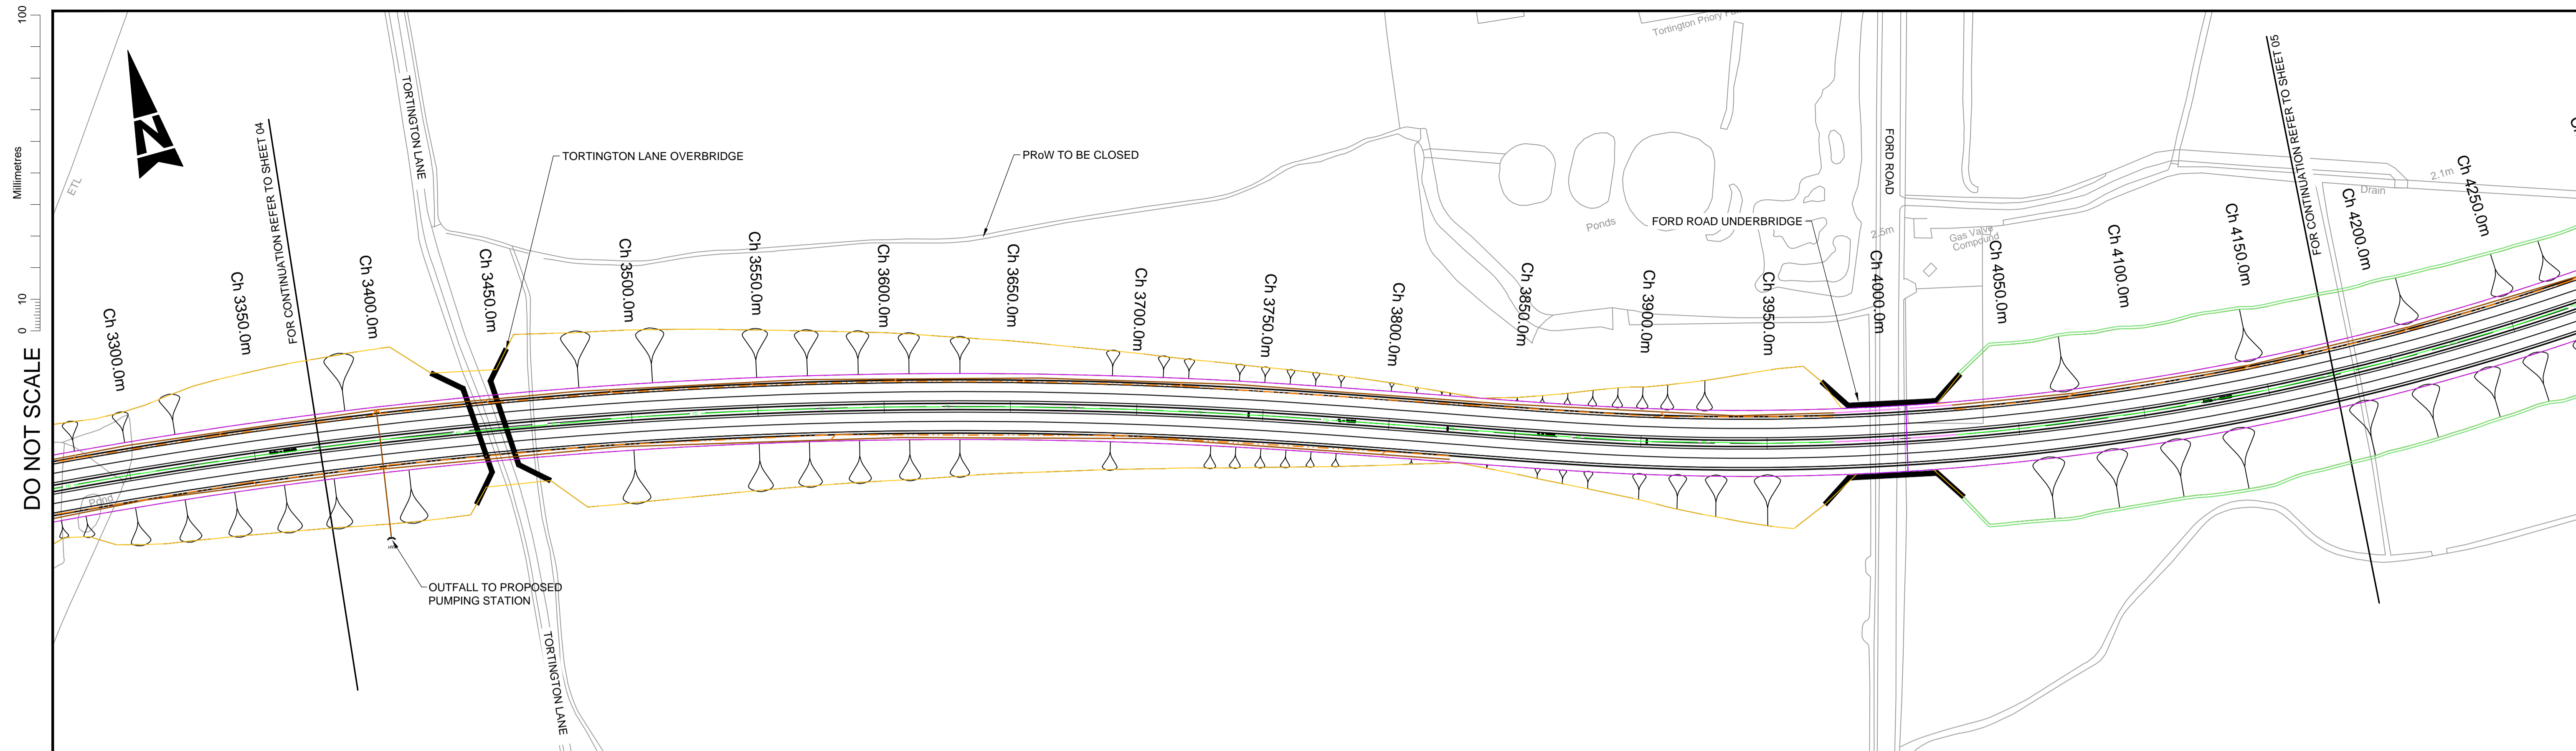 100
Millimetres
10
0
DO NOT SCALE
N
ETL
FOR CONTINUATION REFER TO SHEET 04
TORTINGTON LANE
TORTINGTON LANE OVERBRIDGE
PRoW TO BE CLOSED
Tortington Priory
Ponds
FORD ROAD UNDERBRIDGE
FORD ROAD
2.5m
Gas Valve
Compound
FOR CONTINUATION REFER TO SHEET 05
Drain
2.1m
Ch 3300.0m
Ch 3350.0m
Ch 3400.0m
Ch 3450.0m
Ch 3500.0m
Ch 3550.0m
Ch 3600.0m
Ch 3650.0m
Ch 3700.0m
Ch 3750.0m
Ch 3800.0m
Ch 3850.0m
Ch 3900.0m
Ch 3950.0m
Ch 4000.0m
Ch 4050.0m
Ch 4100.0m
Ch 4150.0m
Ch 4200.0m
Ch 4250.0m
Pond
OUTFALL TO PROPOSED
PUMPING STATION
TORTINGTON LANE